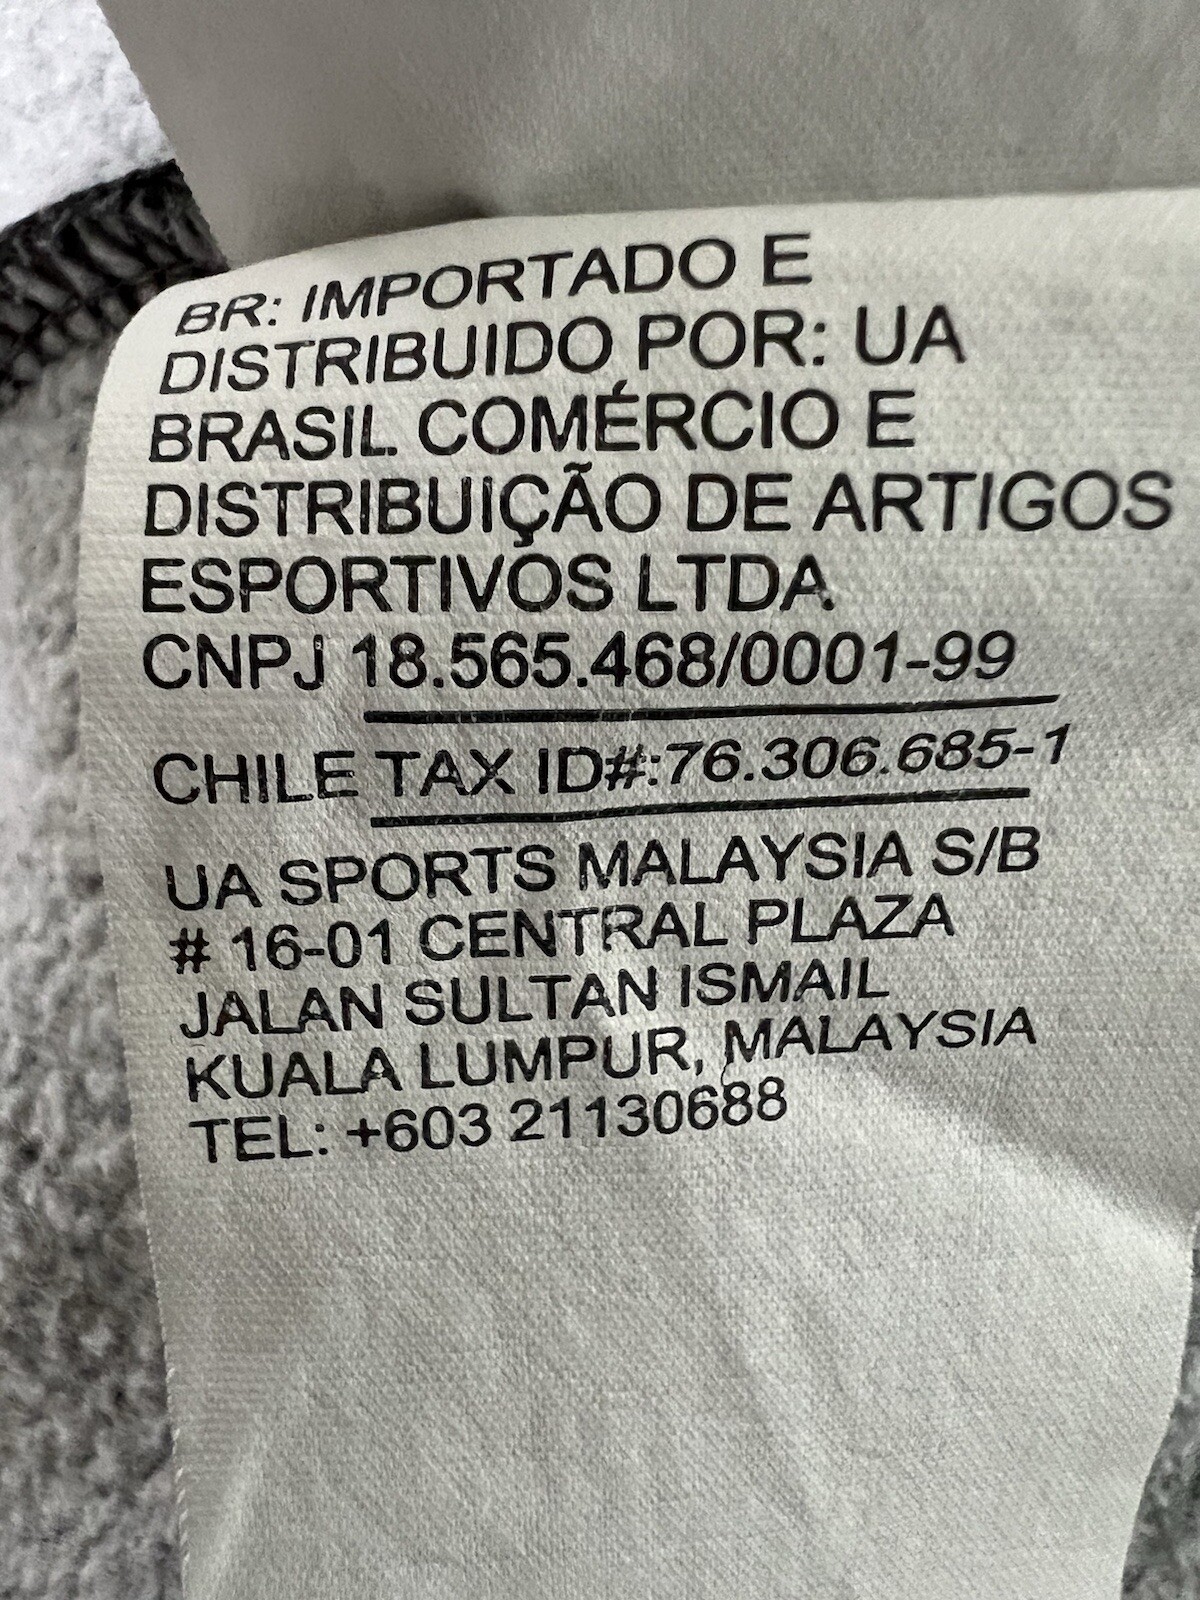 BR: IMPORTADO E
DISTRIBUIDO POR: UA
BRASIL COMÉRCIO E
DISTRIBUIÇÃO DE ARTIGOS
ESPORTIVOS LTDA
CNPJ 18.565.468/0001-99
CHILE TAX ID#:76.306.685-1
UA SPORTS MALAYSIA S/B
# 16-01 CENTRAL PLAZA
JALAN SULTAN ISMAIL
KUALA LUMPUR, MALAYSIA
TEL: +603 21130688